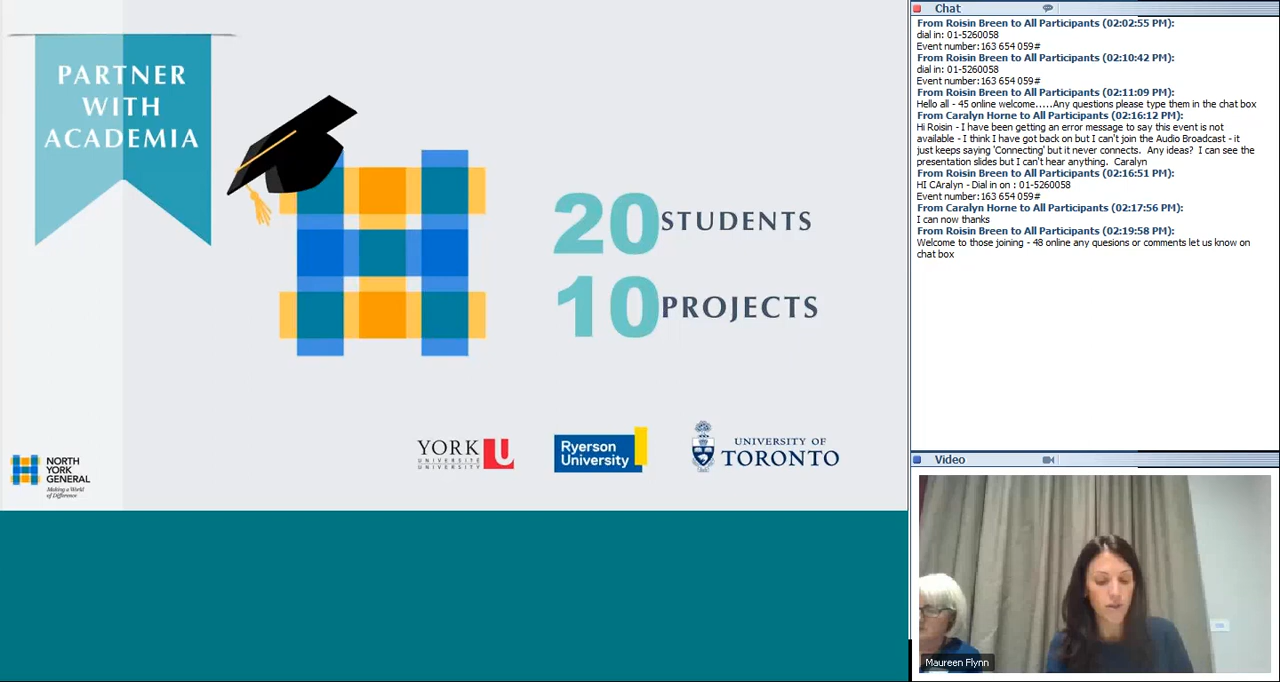 PARTNER
WITH
ACADEMIA
20 STUDENTS
10 PROJECTS
YORK U
UNIVERSITÉ
UNIVERSITY
Ryerson
University
UNIVERSITY OF
TORONTO
NORTH
YORK
GENERAL
Making a World
of Difference
Chat
From Roisin Breen to All Participants (02:02:55 PM):
dial in: 01-5260058
Event number:163 654 059#
From Roisin Breen to All Participants (02:10:42 PM):
dial in: 01-5260058
Event number:163 654 059#
From Roisin Breen to All Participants (02:11:09 PM):
Hello all - 45 online welcome.....Any questions please type them in the chat box
From Caralyn Horne to All Participants (02:16:12 PM):
Hi Roisin - I have been getting an error message to say this event is not
available - I think I have got back on but I can't join the Audio Broadcast - it
just keeps saying 'Connecting' but it never connects.  Any ideas?  I can see the
presentation slides but I can't hear anything.  Caralyn
From Roisin Breen to All Participants (02:16:51 PM):
HI CAralyn - Dial in on : 01-5260058
Event number:163 654 059#
From Caralyn Horne to All Participants (02:17:56 PM):
I can now thanks
From Roisin Breen to All Participants (02:19:58 PM):
Welcome to those joining - 48 online any quesions or comments let us know on
chat box
Video
Maureen Flynn